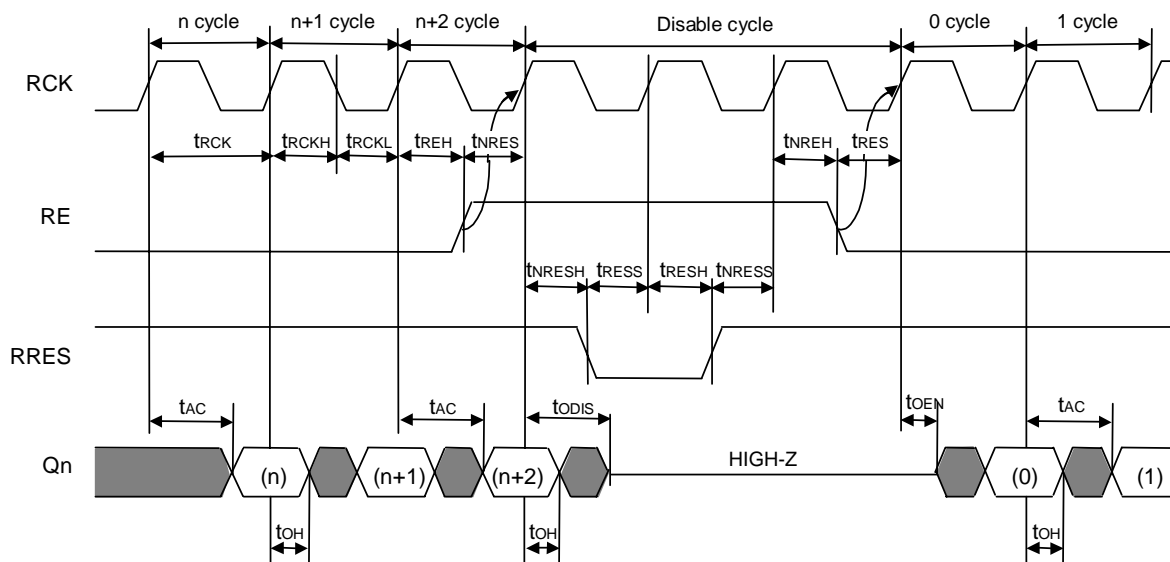 n cycle n+1 cycle n+2 cycle Disable cycle 0 cycle 1 cycle
RCK
tRCK tRCKH tRCKL tREH tNRES tNREH tRES
RE
tNRESH tRESS tRESH tNRESS
RRES
tAC tAC tODIS tOEN tAC
Qn (n) (n+1) (n+2) HIGH-Z (0) (1)
tOH tOH tOH